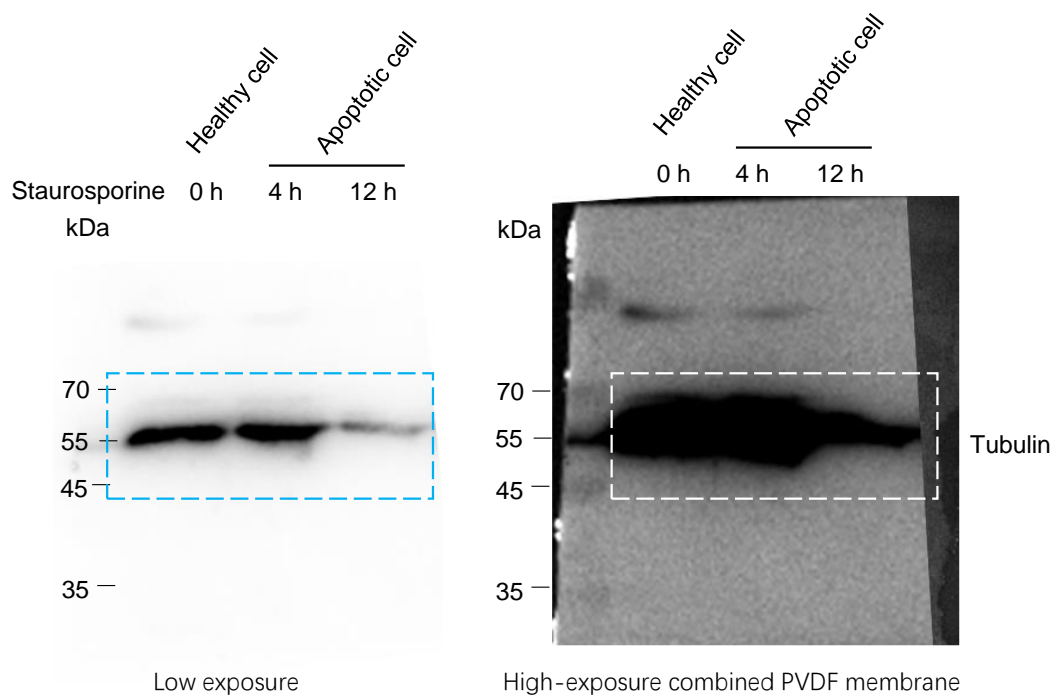 Healthy cell
Apoptotic cell
Staurosporine 0 h 4 h 12 h
kDa
70
55
45
35
Low exposure
Healthy cell
Apoptotic cell
0 h 4 h 12 h
kDa
70
55
45
35
Tubulin
High-exposure combined PVDF membrane